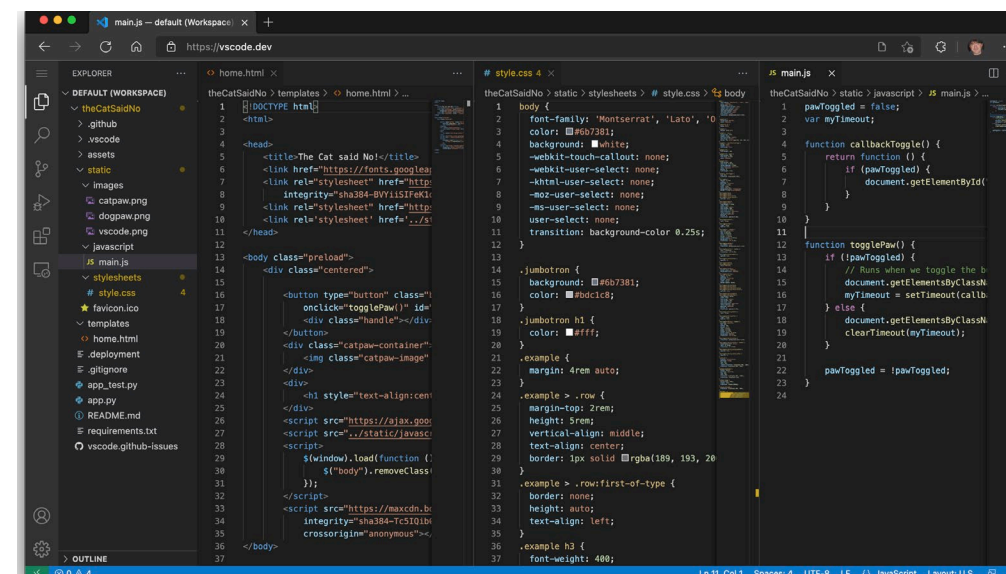 main.js — default (Workspace)
https://vscode.dev
EXPLORER
DEFAULT (WORKSPACE)
theCatSaidNo
.github
.vscode
assets
static
images
catpaw.png
dogpaw.png
vscode.png
javascript
JS main.js
stylesheets
# style.css 4
favicon.ico
templates
<> home.html
.deployment
.gitignore
app_test.py
app.py
README.md
requirements.txt
vscode.github-issues
OUTLINE
<> home.html
theCatSaidNo > templates > <> home.html > ...
1 <!DOCTYPE html>
2 <html>
3
4 <head>
5 <title>The Cat said No!</title>
6 <link href="https://fonts.googleap
7 <link rel="stylesheet" href="http
8 integrity="sha384-BVYiiSIFeK1
9 <link rel="stylesheet" href="http
10 <link rel='stylesheet' href='../st
11 </head>
12
13 <body class="preload">
14 <div class="centered">
15
16 <button type="button" class="
17 onclick="togglePaw()" id="
18 <div class="handle"></div
19 </button>
20 <div class="catpaw-container"
21 <img class="catpaw-image"
22 </div>
23 <div>
24 <h1 style="text-align:cent
25 </div>
26 <script src="https://ajax.goo
27 <script src="../static/javasc
28 <script>
29 $(window).load(function (
30 $("body").removeClass(
31 });
32 </script>
33 <script src="https://maxcdn.bo
34 integrity="sha384-Tc5IQib
35 crossorigin="anonymous"><
36 </body>
37
# style.css 4
theCatSaidNo > static > stylesheets > # style.css > body
1 body {
2 font-family: 'Montserrat', 'Lato', 'O
3 color: #6b7381;
4 background: white;
5 -webkit-touch-callout: none;
6 -webkit-user-select: none;
7 -khtml-user-select: none;
8 -moz-user-select: none;
9 -ms-user-select: none;
10 user-select: none;
11 transition: background-color 0.25s;
12 }
13
14 .jumbotron {
15 background: #6b7381;
16 color: #bdc1c8;
17 }
18 .jumbotron h1 {
19 color: #fff;
20 }
21 .example {
22 margin: 4rem auto;
23 }
24 .example > .row {
25 margin-top: 2rem;
26 height: 5rem;
27 vertical-align: middle;
28 text-align: center;
29 border: 1px solid rgba(189, 193, 20
30 }
31 .example > .row:first-of-type {
32 border: none;
33 height: auto;
34 text-align: left;
35 }
36 .example h3 {
37 font-weight: 400;
JS main.js
theCatSaidNo > static > javascript > JS main.js > ...
1 pawToggled = false;
2 var myTimeout;
3
4 function callbackToggle() {
5 return function () {
6 if (pawToggled) {
7 document.getElementById(
8 }
9 }
10 }
11
12 function togglePaw() {
13 if (!pawToggled) {
14 // Runs when we toggle the b
15 document.getElementsByClassN
16 myTimeout = setTimeout(callb
17 } else {
18 document.getElementsByClassN
19 clearTimeout(myTimeout);
20 }
21
22 pawToggled = !pawToggled;
23 }
24
0 4
Ln 11, Col 1 Spaces: 4 UTF-8 LF JavaScript Layout: U.S.